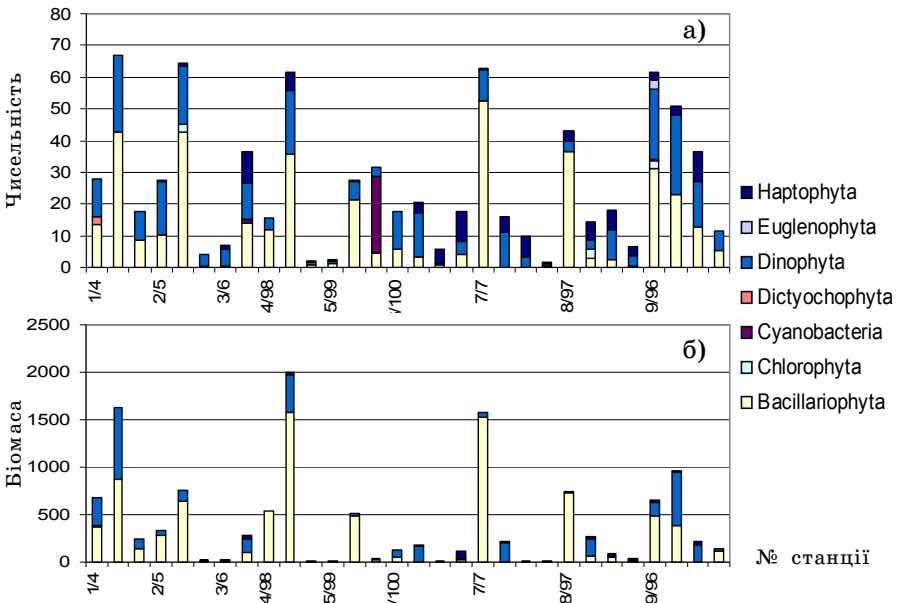 а)
Чисельність
80
70
60
50
40
30
20
10
0
1/4
2/5
3/6
4/98
5/99
/100
7/7
8/97
9/96
Haptophyta
Euglenophyta
Dinophyta
Dictyochophyta
Cyanobacteria
Chlorophyta
Bacillariophyta
б)
Біомаса
2500
2000
1500
1000
500
0
1/4
2/5
3/6
4/98
5/99
/100
7/7
8/97
9/96
№ станції